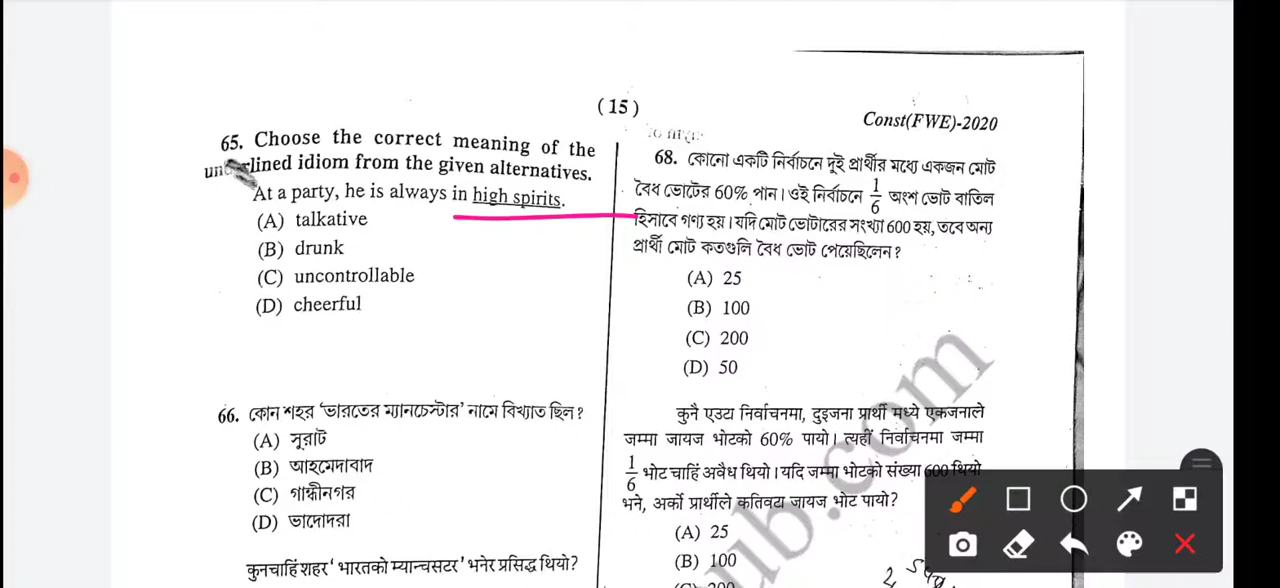 (15)
Const(FWE)-2020
65. Choose the correct meaning of the
underlined idiom from the given alternatives.
At a party, he is always in high spirits.
(A) talkative
(B) drunk
(C) uncontrollable
(D) cheerful
66. কোন শহর ‘ভারতের ম্যানচেস্টার’ নামে বিখ্যাত ছিল?
(A) সুরাট
(B) আহমেদাবাদ
(C) গান্ধীনগর
(D) ভাদোদরা
कुनचाहिं शहर ‘भारतको म्यान्चसटर’ भनेर प्रसिद्ध थियो?
68. কোনো একটি নির্বাচনে দুই প্রার্থীর মধ্যে একজন মোট
বৈধ ভোটের 60% পান। ওই নির্বাচনে 1/6 অংশ ভোট বাতিল
হিসাবে গণ্য হয়। যদি মোট ভোটারের সংখ্যা 600 হয়, তবে অন্য
প্রার্থী মোট কতগুলি বৈধ ভোট পেয়েছিলেন?
(A) 25
(B) 100
(C) 200
(D) 50
कुनै एउटा निर्वाचनमा, दुइजना प्रार्थी मध्ये एकजनाले
जम्मा जायज भोटको 60% पायो। त्यहीं निर्वाचनमा जम्मा
1/6 भोट चाहिं अवैध थियो। यदि जम्मा भोटको संख्या 600 थियो
भने, अर्को प्रार्थीले कतिवटा जायज भोट पायो?
(A) 25
(B) 100
ub.com